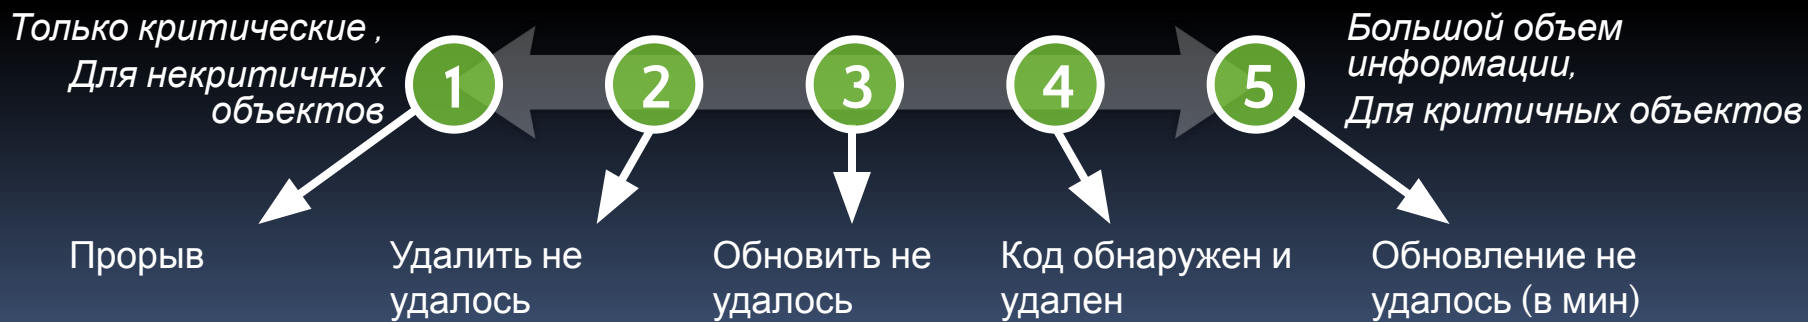 Только критические ,
Для некритичных
объектов
1
2
3
4
5
Большой объем
информации,
Для критичных объектов
Прорыв
Удалить не
удалось
Обновить не
удалось
Код обнаружен и
удален
Обновление не
удалось (в мин)